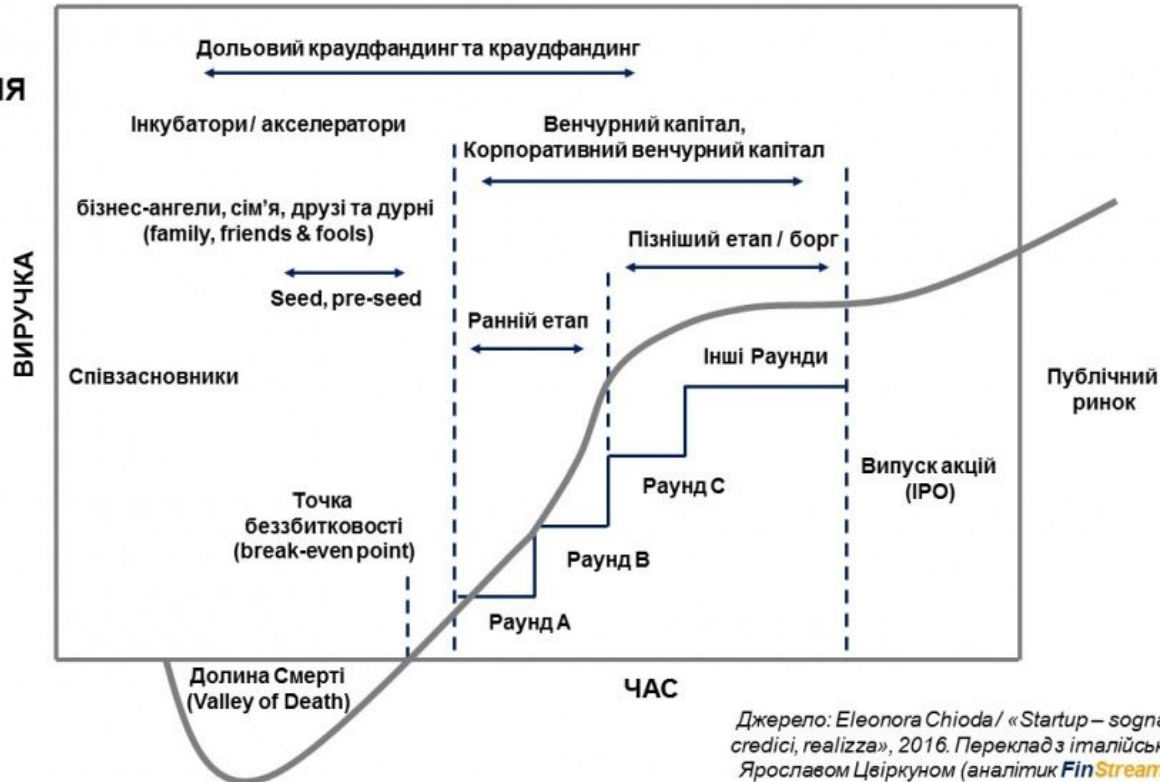 ІЯ
Дольовий краудфандинг та краудфандинг
Інкубатори / акселератори
Венчурний капітал,
Корпоративний венчурний капітал
бізнес-ангели, сім’я, друзі та дурні
(family, friends & fools)
Пізніший етап / борг
Seed, pre-seed
Ранній етап
ВИРУЧКА
Інші Раунди
Співзасновники
Публічний
ринок
Випуск акцій
(IPO)
Раунд C
Точка
беззбитковості
(break-even point)
Раунд B
Раунд A
Долина Смерті
(Valley of Death)
ЧАС
Джерело: Eleonora Chioda / «Startup – sogna
credici, realizza», 2016. Переклад з італійськ
Ярославом Цвіркуном (аналітик FinStream